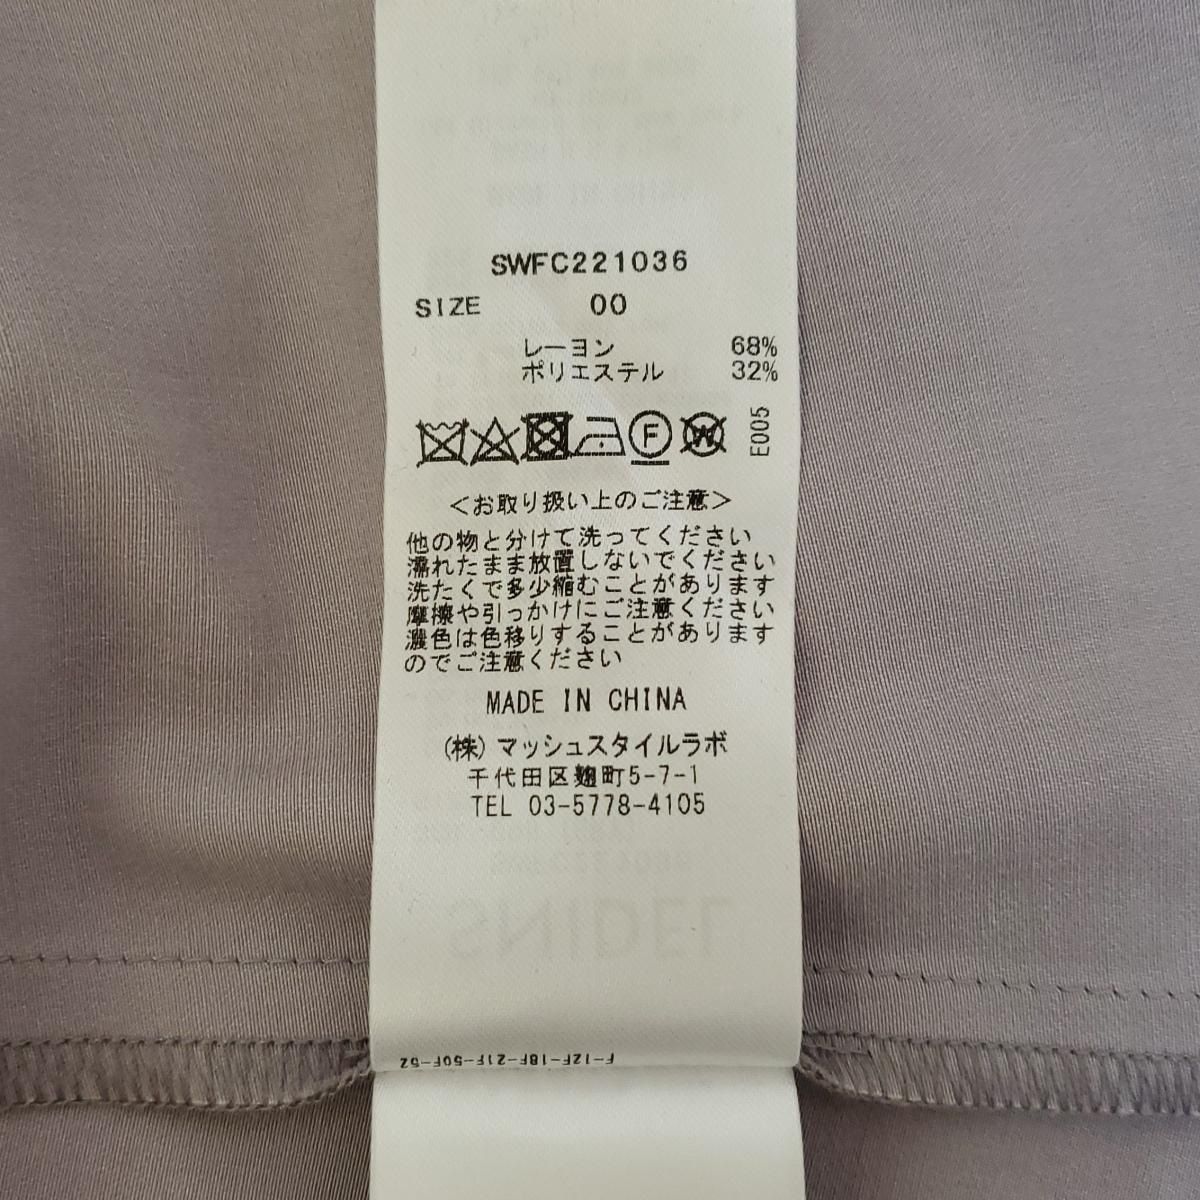 SWFC221036
SIZE 00
レーヨン 68%
ポリエステル 32%
F W E005
<お取り扱い上のご注意>
他の物と分けて洗ってください
濡れたまま放置しないでください
洗たくで多少縮むことがあります
摩擦や引っかけにご注意ください
濃色は色移りすることがあります
のでご注意ください
MADE IN CHINA
(株)マッシュスタイルラボ
千代田区麹町5-7-1
TEL 03-5778-4105
SNIDEL
F-12F-18F-21F-50F-52